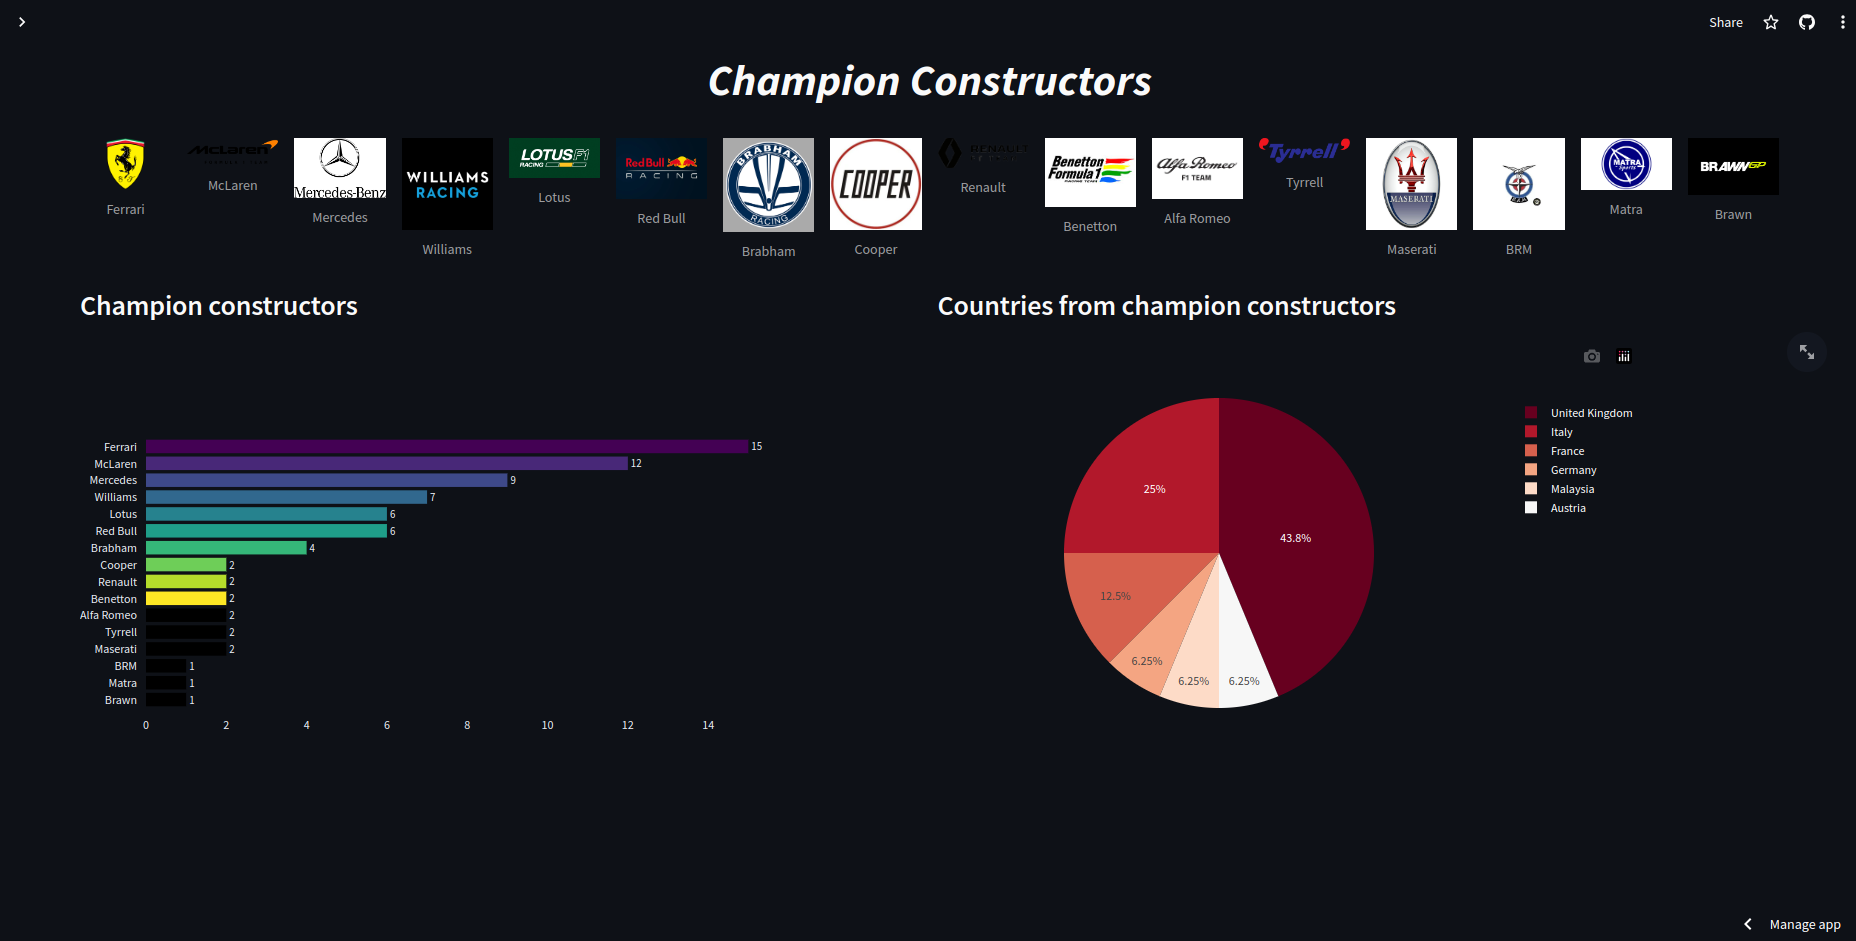 Share
Champion Constructors
McLaren
Mercedes-Benz
WILLIAMS
RACING
LOTUS F1
RACING
Red Bull
RACING
BRABHAM
RACING
COOPER
RENAULT
Benetton
Formula 1
Alfa Romeo
F1 TEAM
Tyrrell
MASERATI
MATRA
Sports
BRAWN GP
Ferrari
McLaren
Mercedes
Williams
Lotus
Red Bull
Brabham
Cooper
Renault
Benetton
Alfa Romeo
Tyrrell
Maserati
BRM
Matra
Brawn
Champion constructors
Ferrari 15
McLaren 12
Mercedes 9
Williams 7
Lotus 6
Red Bull 6
Brabham 4
Cooper 2
Renault 2
Benetton 2
Alfa Romeo 2
Tyrrell 2
Maserati 2
BRM 1
Matra 1
Brawn 1
0 2 4 6 8 10 12 14
Countries from champion constructors
43.8%
25%
12.5%
6.25%
6.25%
6.25%
United Kingdom
Italy
France
Germany
Malaysia
Austria
Manage app